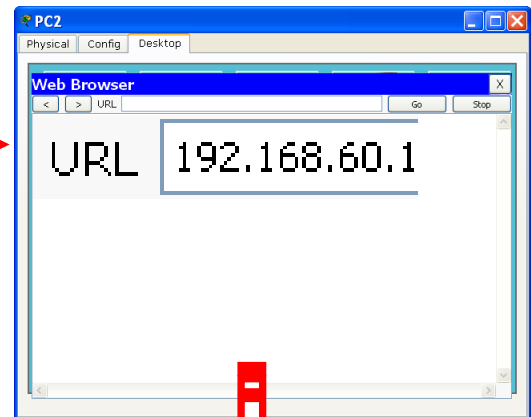 PC2
Physical Config Desktop
Web Browser X
< > URL Go Stop
URL 192.168.60.1